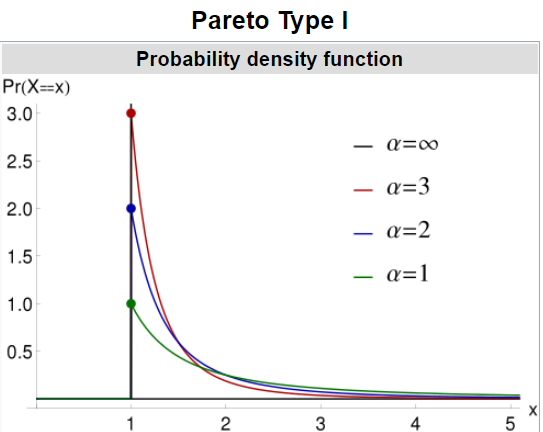 Pareto Type I
Probability density function
Pr(X==x)
3.0
2.5
2.0
1.5
1.0
0.5
α=∞
α=3
α=2
α=1
1 2 3 4 5 x